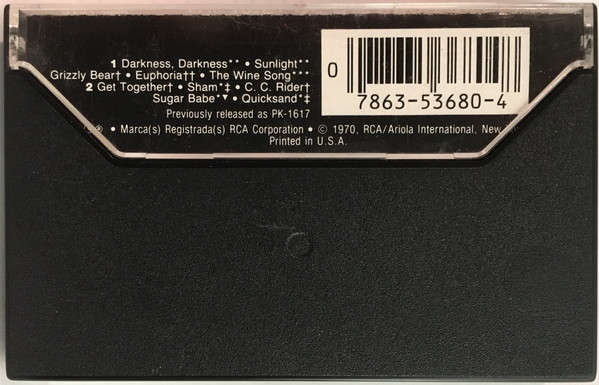 1 Darkness, Darkness** • Sunlight**
Grizzly Bear† • Euphoria†† • The Wine Song***
2 Get Together† • Sham*‡ • C. C. Rider†
Sugar Babe*▼ • Quicksand*‡
Previously released as PK-1617
® • Marca(s) Registrada(s) RCA Corporation • © 1970, RCA/Ariola International, New
Printed in U.S.A.
0 7863-53680-4